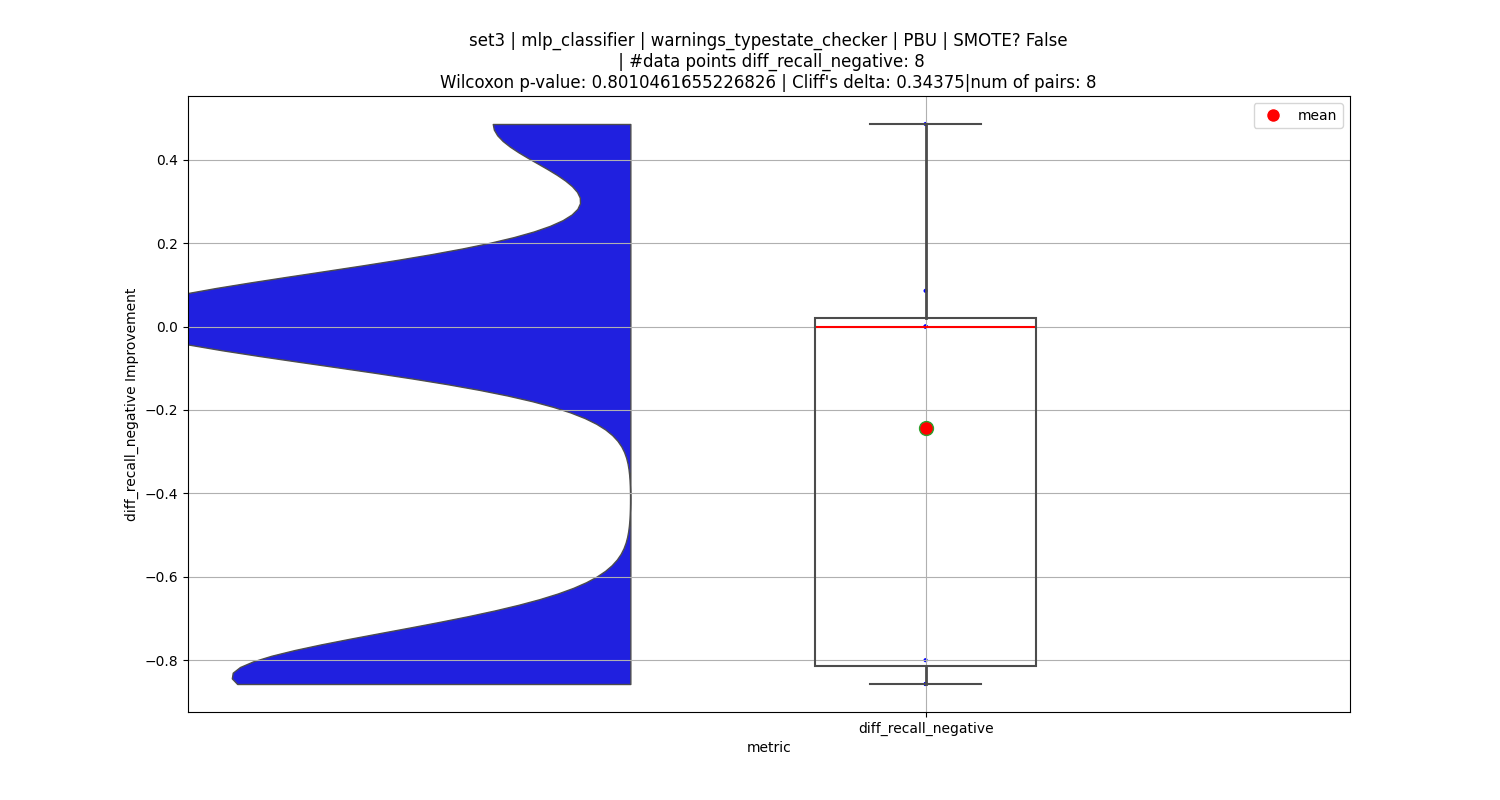 set3 | mlp_classifier | warnings_typestate_checker | PBU | SMOTE? False
| #data points diff_recall_negative: 8
Wilcoxon p-value: 0.8010461655226826 | Cliff's delta: 0.34375|num of pairs: 8
mean
0.4
0.2
0.0
−0.2
−0.4
−0.6
−0.8
diff_recall_negative Improvement
diff_recall_negative
metric